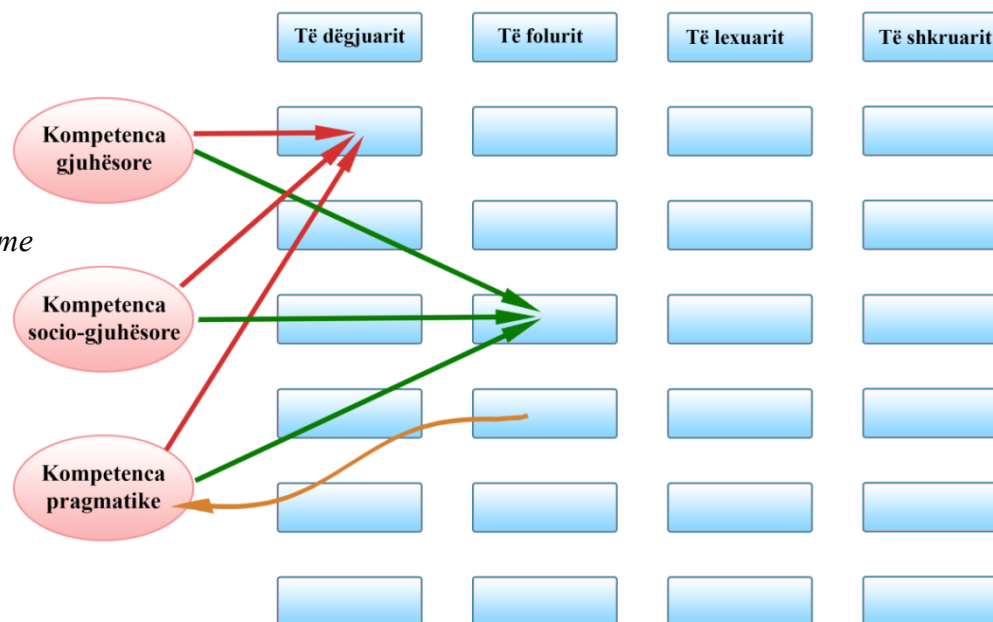 Të dëgjuarit
Të folurit
Të lexuarit
Të shkruarit
Kompetenca
gjuhësore
me
Kompetenca
socio-gjuhësore
Kompetenca
pragmatike